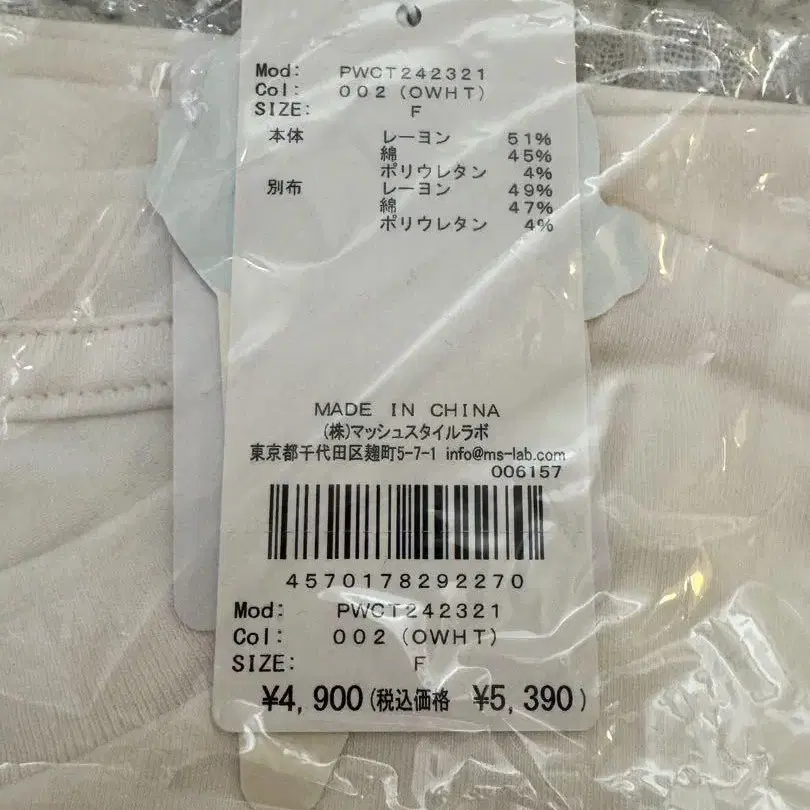 Mod: PWCT242321
Col: 002(OWHT)
SIZE: F
本体 レーヨン 51%
綿 45%
ポリウレタン 4%
別布 レーヨン 49%
綿 47%
ポリウレタン 4%
MADE IN CHINA
(株)マッシュスタイルラボ
東京都千代田区麹町5-7-1 info@ms-lab.com
006157
4570178292270
Mod: PWCT242321
Col: 002(OWHT)
SIZE: F
¥4,900(税込価格 ¥5,390)